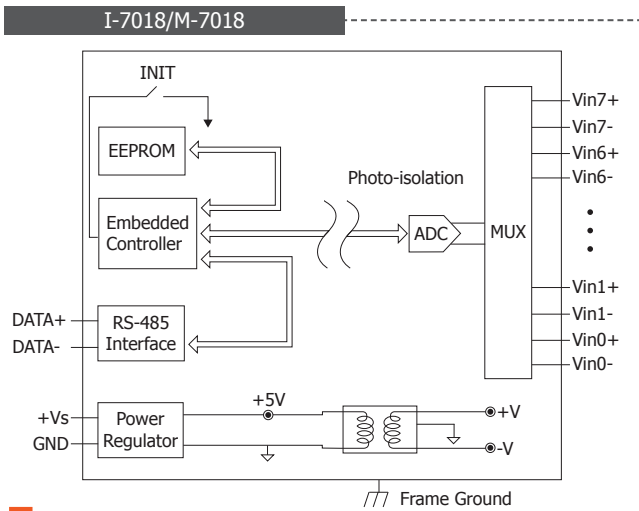 I-7018/M-7018
INIT
EEPROM
Embedded
Controller
RS-485
Interface
DATA+
DATA-
Photo-isolation
ADC
MUX
Vin7+
Vin7-
Vin6+
Vin6-
Vin1+
Vin1-
Vin0+
Vin0-
+Vs
GND
Power
Regulator
+5V
+V
-V
Frame Ground